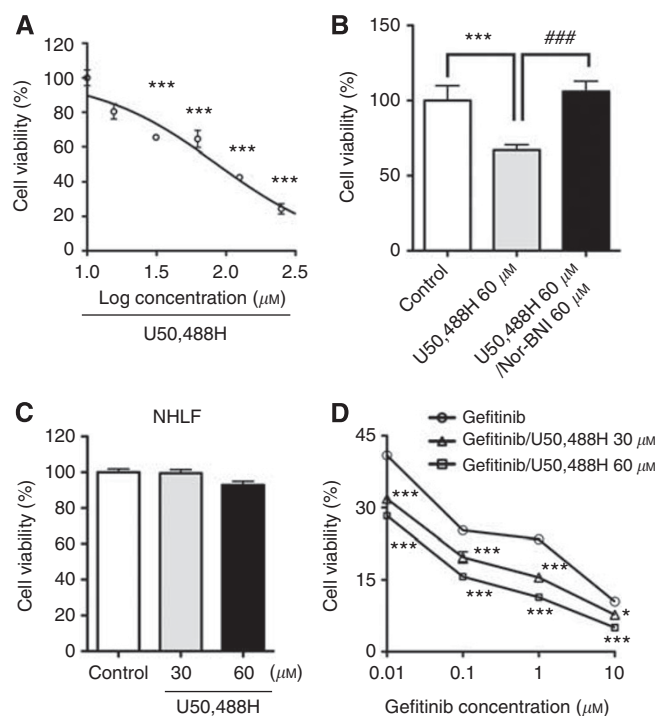 A
Cell viability (%)
120
100
80
60
40
20
0
***
***
***
***
1.0
1.5
2.0
2.5
Log concentration (μM)
U50,488H
B
Cell viability (%)
150
100
50
0
***
###
Control
U50,488H 60 μM
U50,488H 60 μM
/Nor-BNI 60 μM
C
NHLF
Cell viability (%)
120
100
80
60
40
20
0
Control
30
60
(μM)
U50,488H
D
Gefitinib
Gefitinib/U50,488H 30 μM
Gefitinib/U50,488H 60 μM
Cell viability (%)
45
30
15
0
***
***
***
***
***
***
*
***
0.01
0.1
1
10
Gefitinib concentration (μM)